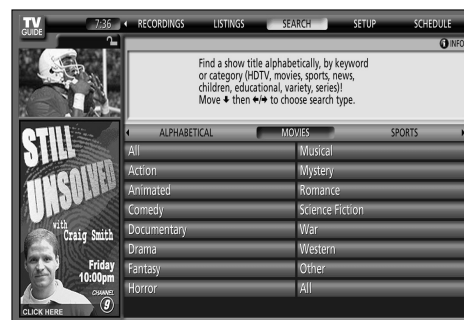 TV
GUIDE
7:36 RECORDINGS LISTINGS SEARCH SETUP SCHEDULE
i INFO
Find a show title alphabetically, by keyword
or category (HDTV, movies, sports, news,
children, educational, variety, series)!
Move ↓ then ←/→ to choose search type.
ALPHABETICAL MOVIES SPORTS
All Musical
Action Mystery
Animated Romance
Comedy Science Fiction
Documentary War
Drama Western
Fantasy Other
Horror All
STILL
UNSOLVED
with
Craig Smith
Friday
10:00pm
CHANNEL
9
CLICK HERE